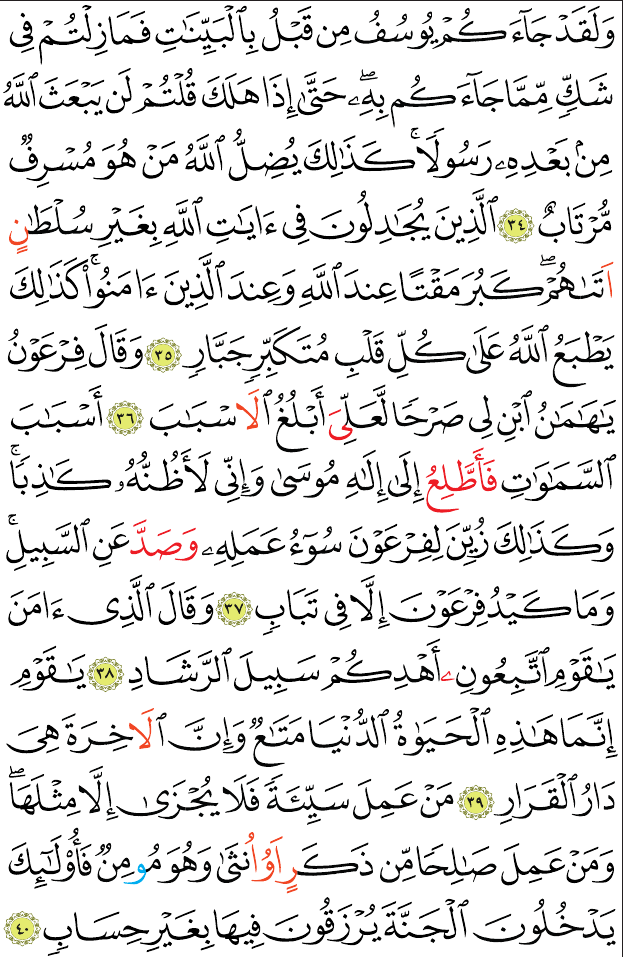 وَلَقَدْ جَآءَكُمْ يُوسُفُ مِن قَبْلُ بِالْبَيِّنَٰتِ فَمَا زِلْتُمْ فِى
شَكٍّ مِّمَّا جَآءَكُم بِهِۦۖ حَتَّىٰٓ إِذَا هَلَكَ قُلْتُمْ لَن يَبْعَثَ ٱللَّهُ
مِنۢ بَعْدِهِۦ رَسُولًاۚ كَذَٰلِكَ يُضِلُّ ٱللَّهُ مَنْ هُوَ مُسْرِفٌ
مُّرْتَابٌ ٣٤ ٱلَّذِينَ يُجَٰدِلُونَ فِىٓ ءَايَٰتِ ٱللَّهِ بِغَيْرِ سُلْطَٰنٍ
اَتَىٰهُمْۖ كَبُرَ مَقْتًا عِندَ ٱللَّهِ وَعِندَ ٱلَّذِينَ ءَامَنُوا۟ۚ كَذَٰلِكَ
يَطْبَعُ ٱللَّهُ عَلَىٰ كُلِّ قَلْبِ مُتَكَبِّرٍ جَبَّارٍ ٣٥ وَقَالَ فِرْعَوْنُ
يَٰهَٰمَٰنُ ٱبْنِ لِى صَرْحًا لَّعَلِّىَ أَبْلُغُ ٱلَاسْبَٰبَ ٣٦ أَسْبَٰبَ
ٱلسَّمَٰوَٰتِ فَأَطَّلِعُ إِلَىٰٓ إِلَٰهِ مُوسَىٰ وَإِنِّى لَأَظُنُّهُۥ كَٰذِبًاۚ
وَكَذَٰلِكَ زُيِّنَ لِفِرْعَوْنَ سُوٓءُ عَمَلِهِۦ وَصَدَّ عَنِ ٱلسَّبِيلِۚ
وَمَا كَيْدُ فِرْعَوْنَ إِلَّا فِى تَبَابٍ ٣٧ وَقَالَ ٱلَّذِىٓ ءَامَنَ
يَٰقَوْمِ ٱتَّبِعُونِۦٓ أَهْدِكُمْ سَبِيلَ ٱلرَّشَادِ ٣٨ يَٰقَوْمِ
إِنَّمَا هَٰذِهِ ٱلْحَيَوٰةُ ٱلدُّنْيَا مَتَٰعٌ وَإِنَّ ٱلَاخِرَةَ هِىَ
دَارُ ٱلْقَرَارِ ٣٩ مَنْ عَمِلَ سَيِّئَةً فَلَا يُجْزَىٰٓ إِلَّا مِثْلَهَاۖ
وَمَنْ عَمِلَ صَٰلِحًا مِّن ذَكَرٍ اَوُ ا۟نثَىٰ وَهُوَ مُومِنٌ فَأُو۟لَٰٓئِكَ
يَدْخُلُونَ ٱلْجَنَّةَ يُرْزَقُونَ فِيهَا بِغَيْرِ حِسَابٍ ٤٠